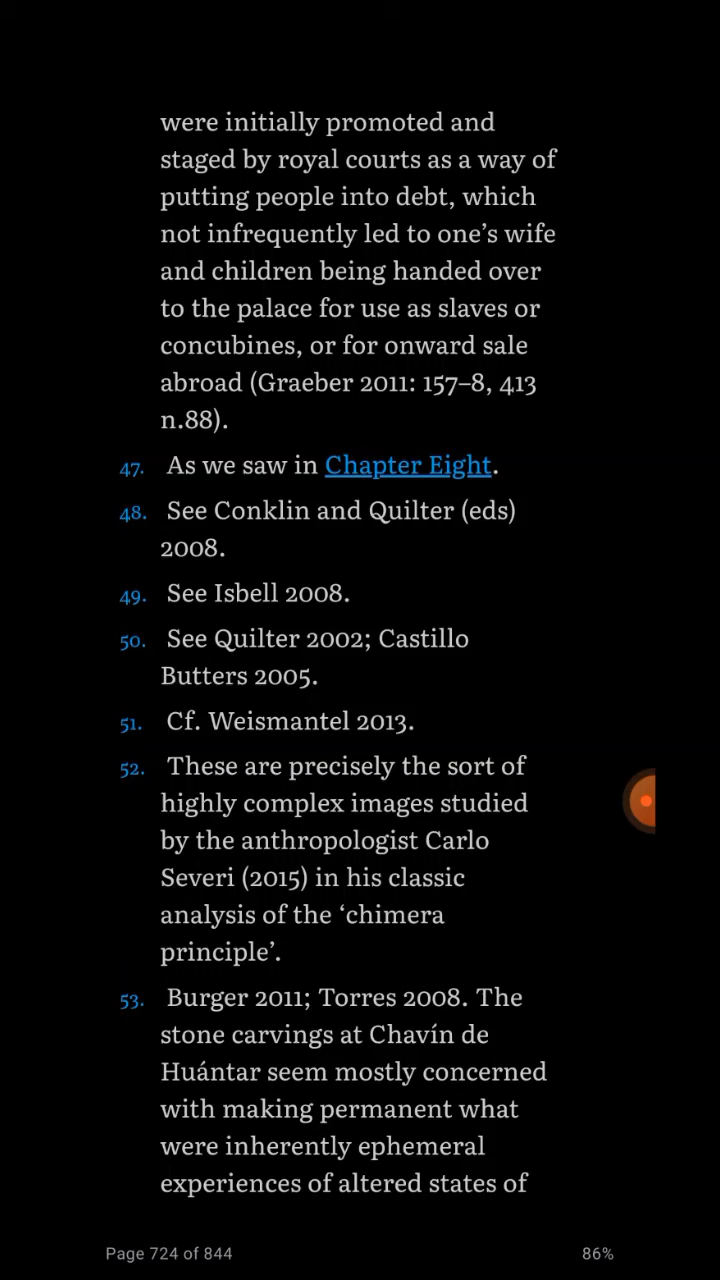 were initially promoted and
staged by royal courts as a way of
putting people into debt, which
not infrequently led to one’s wife
and children being handed over
to the palace for use as slaves or
concubines, or for onward sale
abroad (Graeber 2011: 157–8, 413
n.88).
47. As we saw in Chapter Eight.
48. See Conklin and Quilter (eds)
2008.
49. See Isbell 2008.
50. See Quilter 2002; Castillo
Butters 2005.
51. Cf. Weismantel 2013.
52. These are precisely the sort of
highly complex images studied
by the anthropologist Carlo
Severi (2015) in his classic
analysis of the ‘chimera
principle’.
53. Burger 2011; Torres 2008. The
stone carvings at Chavín de
Huántar seem mostly concerned
with making permanent what
were inherently ephemeral
experiences of altered states of
Page 724 of 844 86%